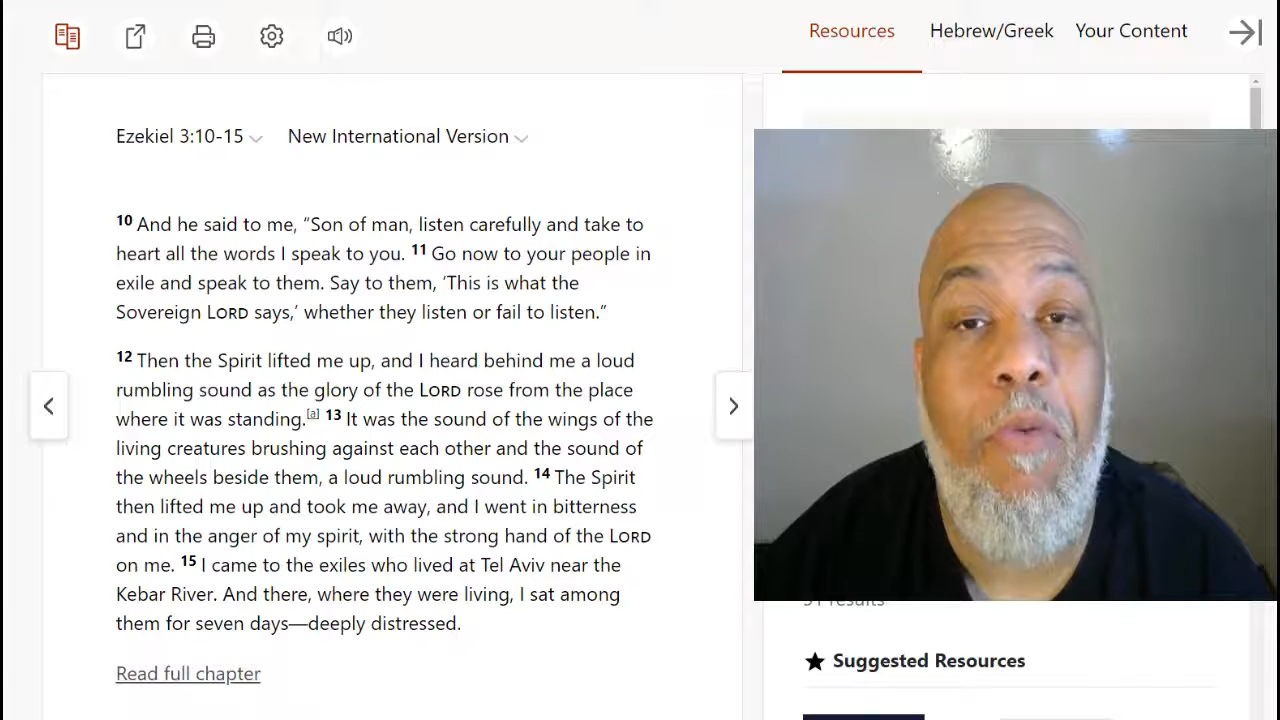 Resources Hebrew/Greek Your Content
Ezekiel 3:10-15 New International Version
10 And he said to me, “Son of man, listen carefully and take to
heart all the words I speak to you. 11 Go now to your people in
exile and speak to them. Say to them, ‘This is what the
Sovereign LORD says,’ whether they listen or fail to listen.”
12 Then the Spirit lifted me up, and I heard behind me a loud
rumbling sound as the glory of the LORD rose from the place
where it was standing.[a] 13 It was the sound of the wings of the
living creatures brushing against each other and the sound of
the wheels beside them, a loud rumbling sound. 14 The Spirit
then lifted me up and took me away, and I went in bitterness
and in the anger of my spirit, with the strong hand of the LORD
on me. 15 I came to the exiles who lived at Tel Aviv near the
Kebar River. And there, where they were living, I sat among
them for seven days—deeply distressed.
Read full chapter
results
★ Suggested Resources